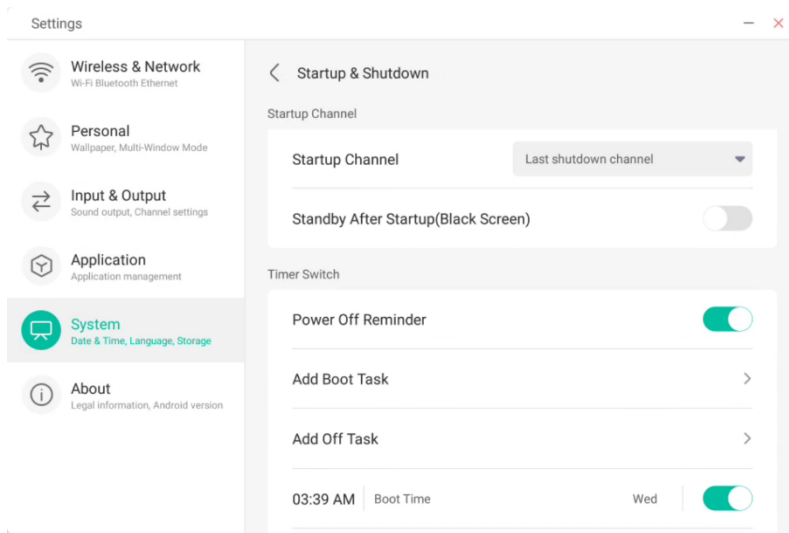 Settings
Wireless & Network
Wi-Fi Bluetooth Ethernet
Personal
Wallpaper, Multi-Window Mode
Input & Output
Sound output, Channel settings
Application
Application management
System
Date & Time, Language, Storage
About
Legal information, Android version
Startup & Shutdown
Startup Channel
Startup Channel
Last shutdown channel
Standby After Startup(Black Screen)
Timer Switch
Power Off Reminder
Add Boot Task
Add Off Task
03:39 AM Boot Time Wed